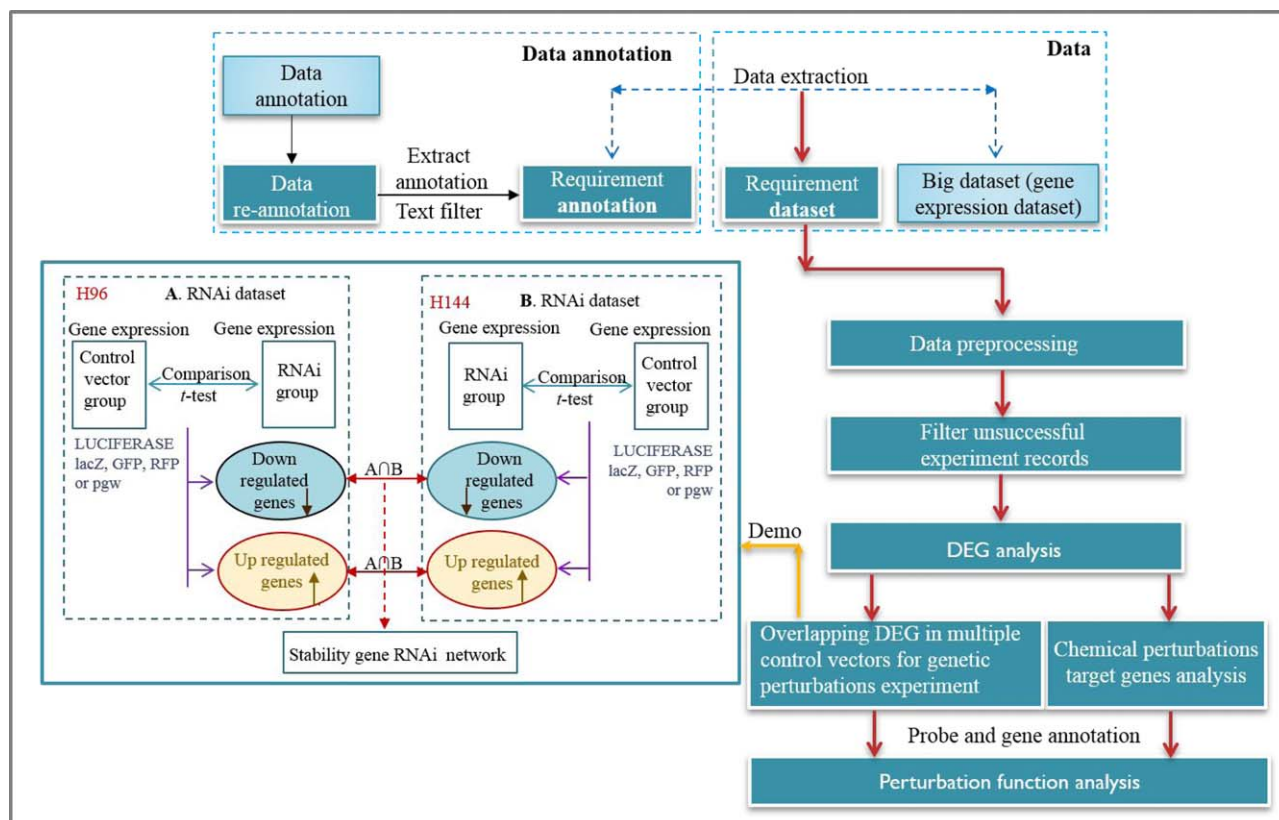 Data annotation
Data
Data
annotation
Data extraction
Data
re-annotation
Extract
annotation
Text filter
Requirement
annotation
Requirement
dataset
Big dataset (gene
expression dataset)
H96
A. RNAi dataset
Gene expression
Gene expression
Control
vector
group
Comparison
t-test
RNAi
group
LUCIFERASE
lacZ, GFP, RFP
or pgw
Down
regulated
genes
Up regulated
genes
A∩B
A∩B
H144
B. RNAi dataset
Gene expression
Gene expression
RNAi
group
Comparison
t-test
Control
vector
group
LUCIFERASE
lacZ, GFP, RFP
or pgw
Down
regulated
genes
Up regulated
genes
Stability gene RNAi network
Data preprocessing
Filter unsuccessful
experiment records
DEG analysis
Demo
Overlapping DEG in multiple
control vectors for genetic
perturbations experiment
Chemical perturbations
target genes analysis
Probe and gene annotation
Perturbation function analysis